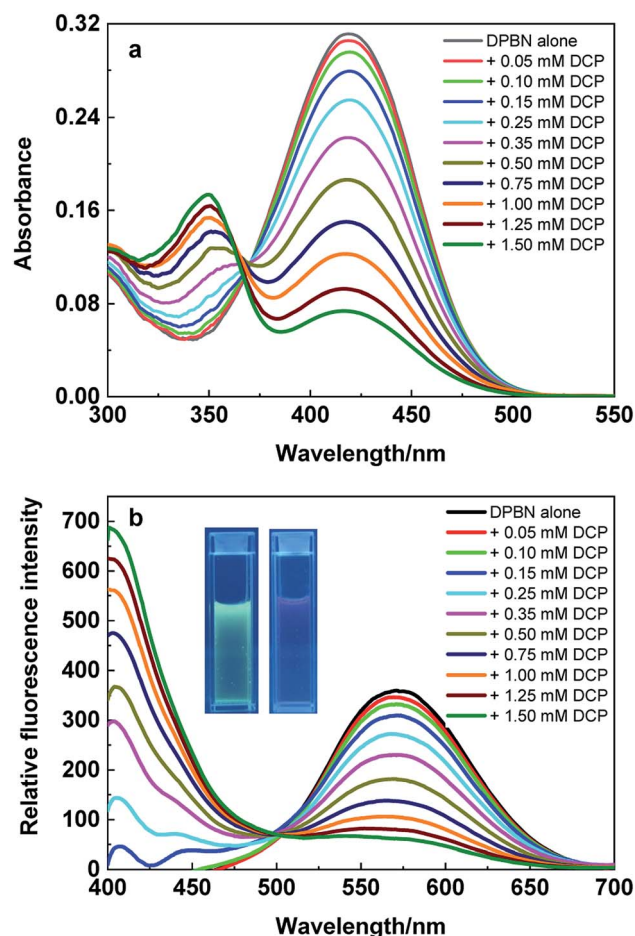 a
0.32
0.24
0.16
0.08
0.00
Absorbance
DPBN alone
+ 0.05 mM DCP
+ 0.10 mM DCP
+ 0.15 mM DCP
+ 0.25 mM DCP
+ 0.35 mM DCP
+ 0.50 mM DCP
+ 0.75 mM DCP
+ 1.00 mM DCP
+ 1.25 mM DCP
+ 1.50 mM DCP
300 350 400 450 500 550
Wavelength/nm
b
700
600
500
400
300
200
100
0
Relative fluorescence intensity
DPBN alone
+ 0.05 mM DCP
+ 0.10 mM DCP
+ 0.15 mM DCP
+ 0.25 mM DCP
+ 0.35 mM DCP
+ 0.50 mM DCP
+ 0.75 mM DCP
+ 1.00 mM DCP
+ 1.25 mM DCP
+ 1.50 mM DCP
400 450 500 550 600 650 700
Wavelength/nm